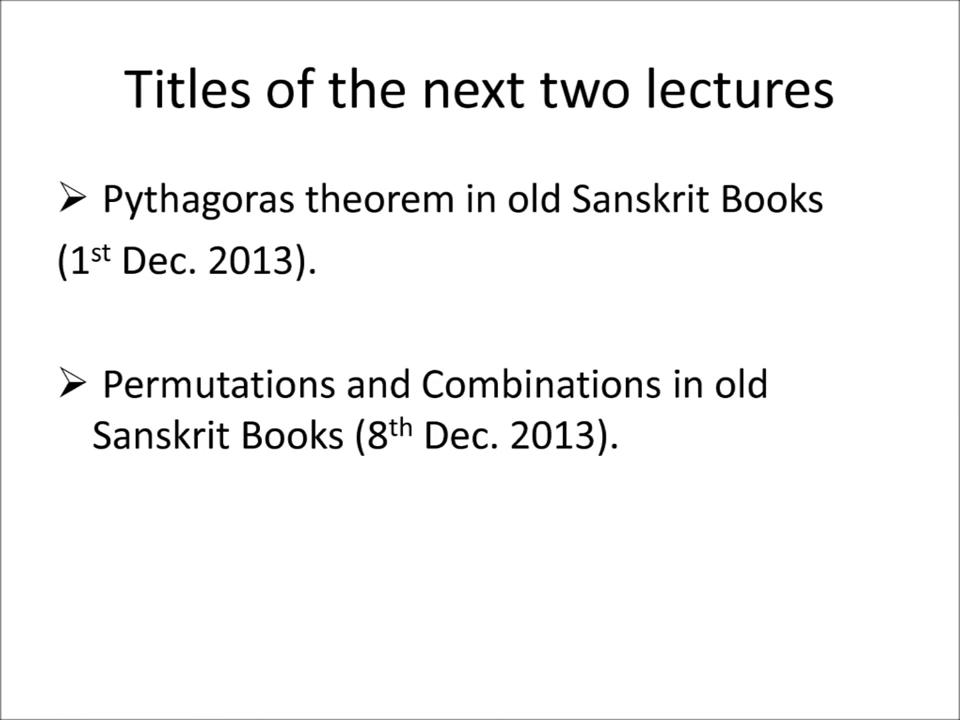 Titles of the next two lectures
➢ Pythagoras theorem in old Sanskrit Books
(1st Dec. 2013).
➢ Permutations and Combinations in old
Sanskrit Books (8th Dec. 2013).